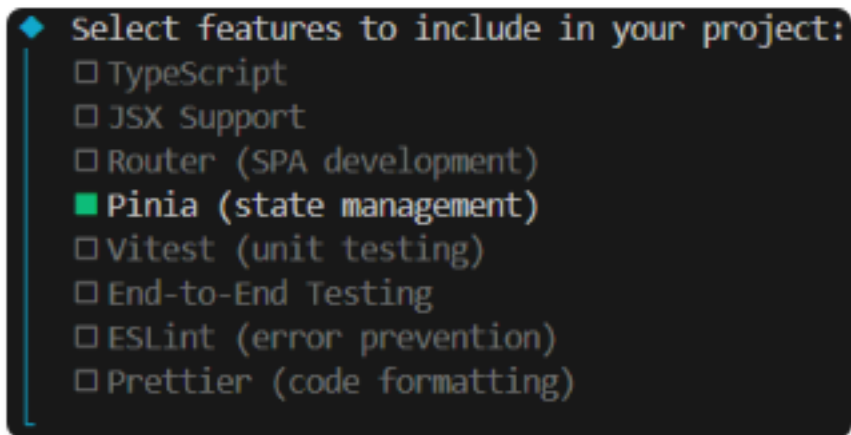 Select features to include in your project:
TypeScript
JSX Support
Router (SPA development)
Pinia (state management)
Vitest (unit testing)
End-to-End Testing
ESLint (error prevention)
Prettier (code formatting)